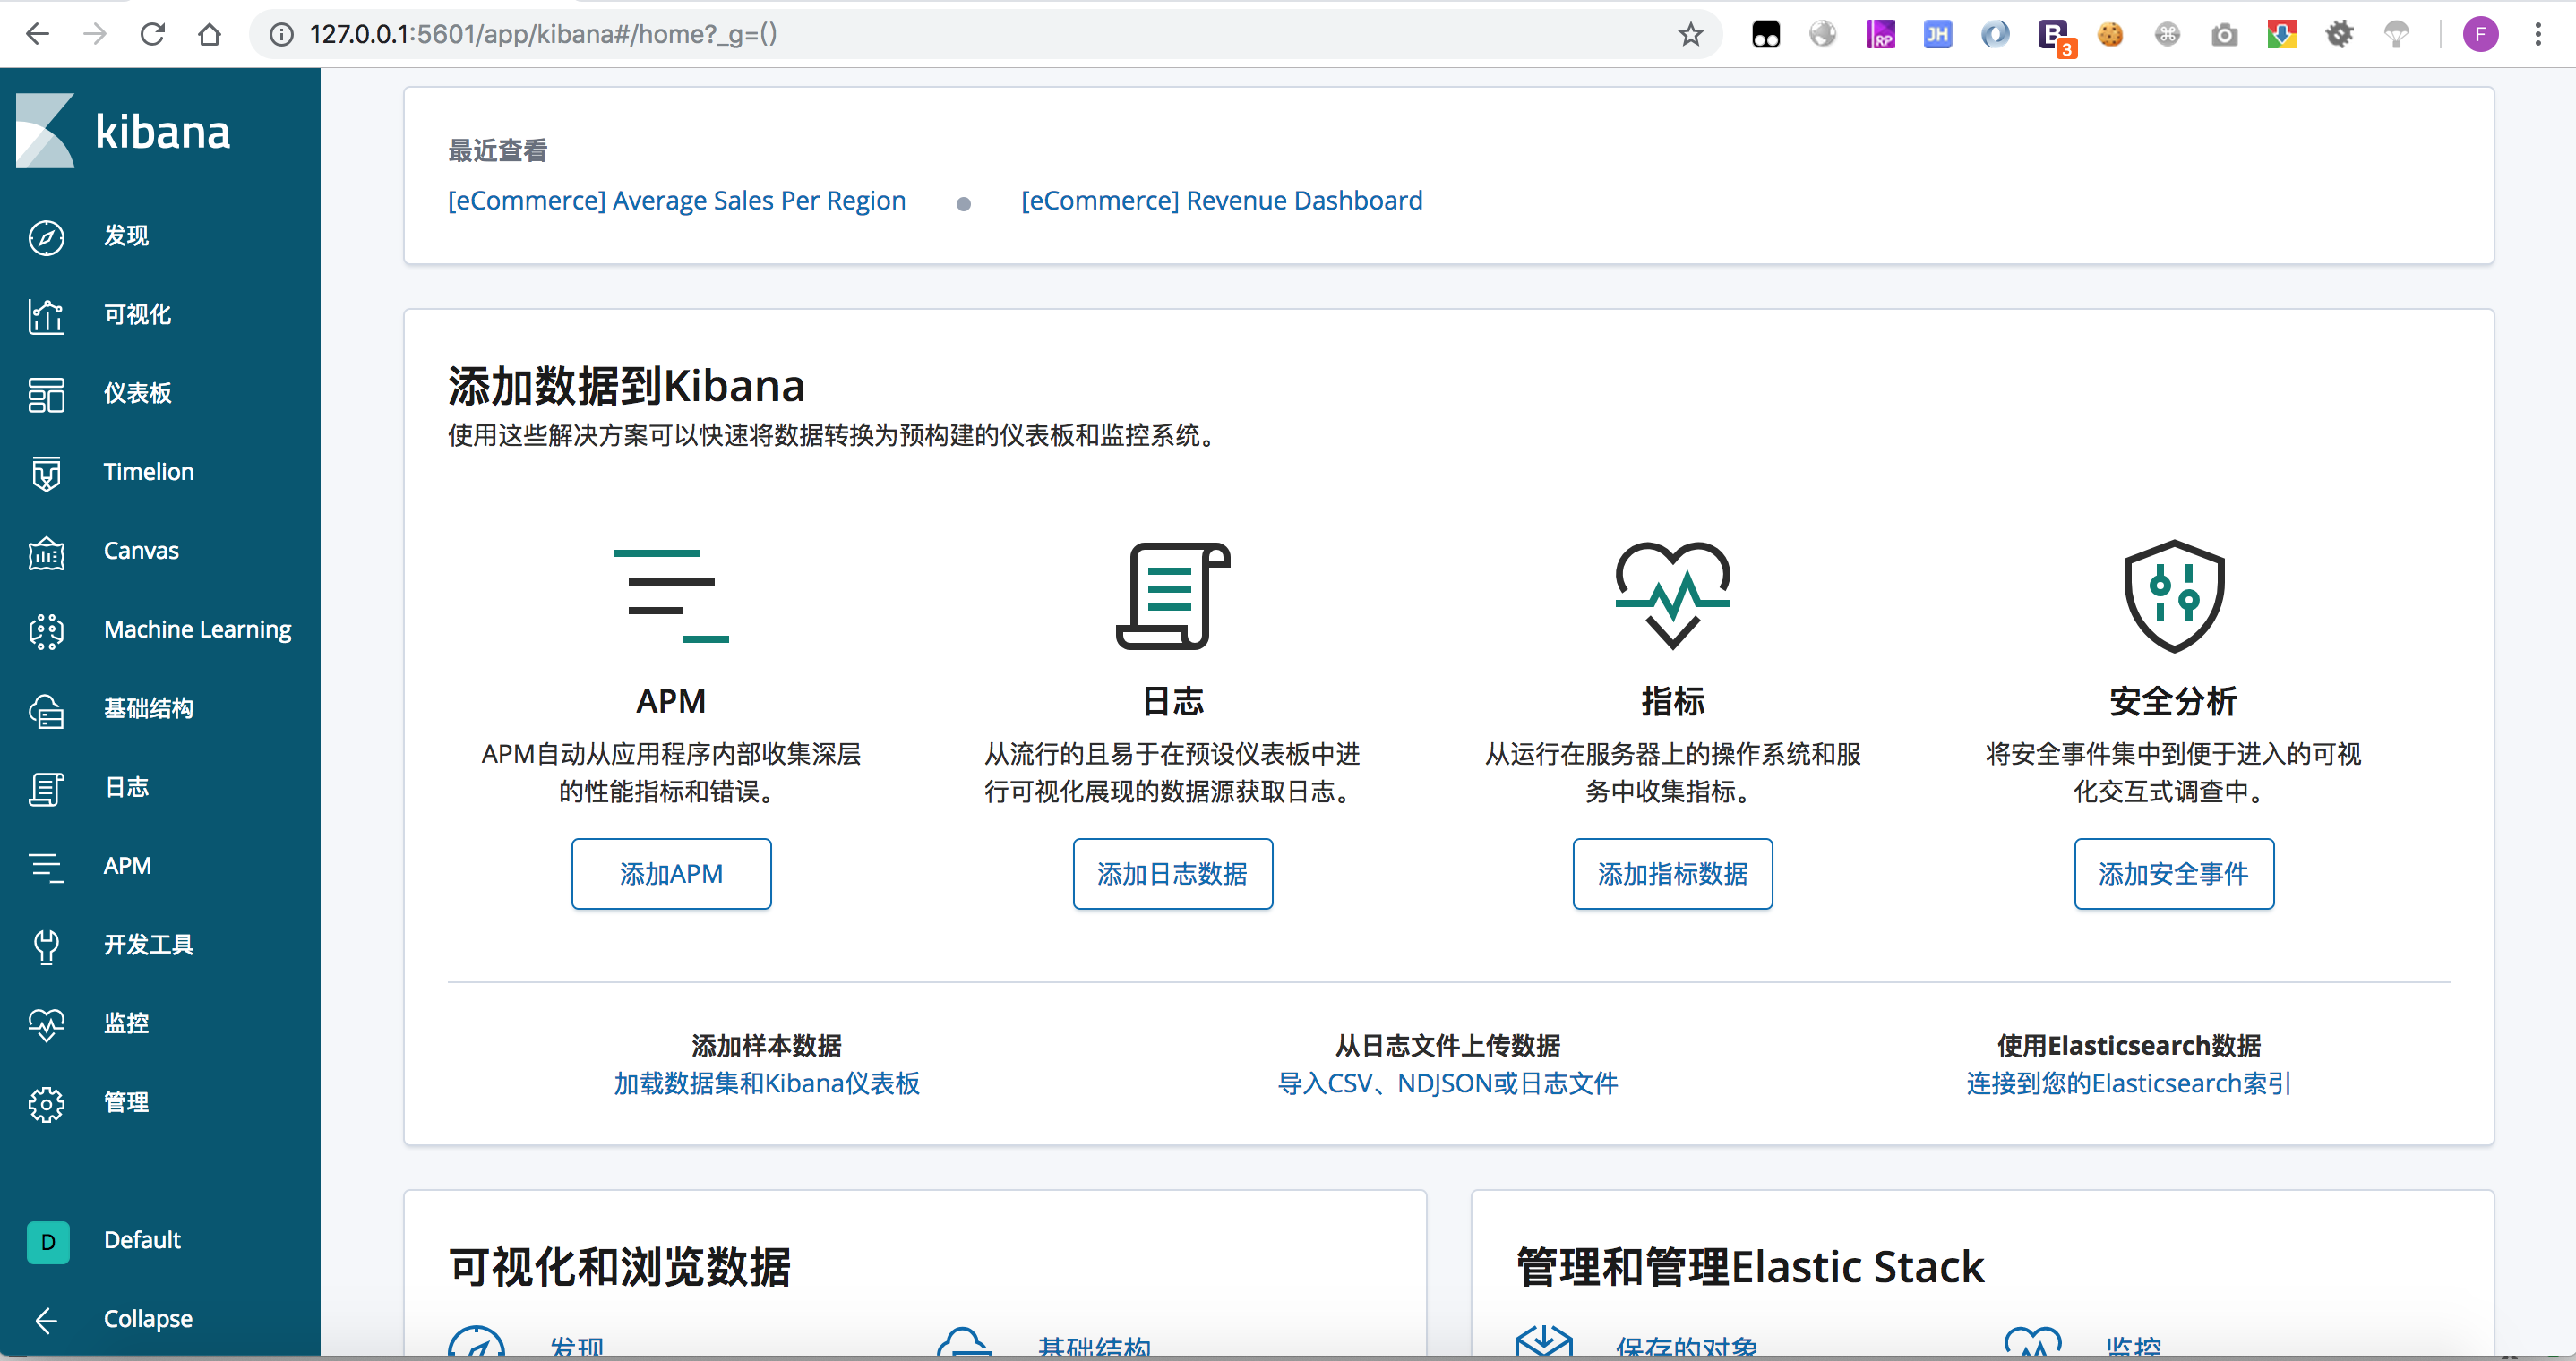 127.0.0.1:5601/app/kibana#/home?_g=()
RP
JH
B
3
F
kibana
发现
可视化
仪表板
Timelion
Canvas
Machine Learning
基础结构
日志
APM
开发工具
监控
管理
D
Default
Collapse
最近查看
[eCommerce] Average Sales Per Region
[eCommerce] Revenue Dashboard
添加数据到Kibana
使用这些解决方案可以快速将数据转换为预构建的仪表板和监控系统。
APM
APM自动从应用程序内部收集深层
的性能指标和错误。
添加APM
日志
从流行的且易于在预设仪表板中进
行可视化展现的数据源获取日志。
添加日志数据
指标
从运行在服务器上的操作系统和服
务中收集指标。
添加指标数据
安全分析
将安全事件集中到便于进入的可视
化交互式调查中。
添加安全事件
添加样本数据
加载数据集和Kibana仪表板
从日志文件上传数据
导入CSV、NDJSON或日志文件
使用Elasticsearch数据
连接到您的Elasticsearch索引
可视化和浏览数据
发现
基础结构
管理和管理Elastic Stack
保存的对象
监控